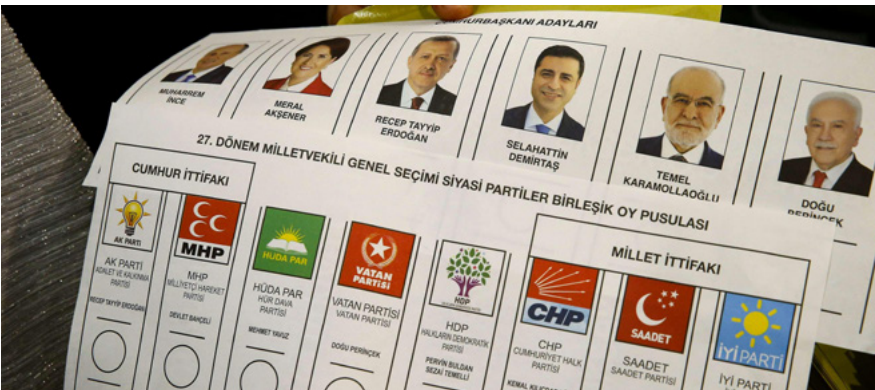 CUMHURBAŞKANI ADAYLARI
MUHARREM
İNCE
MERAL
AKŞENER
RECEP TAYYİP
ERDOĞAN
SELAHATTİN
DEMİRTAŞ
TEMEL
KARAMOLLAOĞLU
DOĞU
PERİNÇEK
27. DÖNEM MİLLETVEKİLİ GENEL SEÇİMİ SİYASİ PARTİLER BİRLEŞİK OY PUSULASI
CUMHUR İTTİFAKI
MİLLET İTTİFAKI
AK PARTİ
AK PARTİ
ADALET VE KALKINMA
PARTİSİ
RECEP TAYYİP ERDOĞAN
MHP
MHP
MİLLİYETÇİ HAREKET
PARTİSİ
DEVLET BAHÇELİ
HÜDA PAR
HÜDA PAR
HÜR DAVA
PARTİSİ
MEHMET YAVUZ
VATAN
PARTİSİ
VATAN PARTİSİ
VATAN PARTİSİ
DOĞU PERİNÇEK
HDP
HDP
HALKLARIN DEMOKRATİK
PARTİSİ
PERVİN BULDAN
SEZAİ TEMELLİ
CHP
CHP
CUMHURİYET HALK
PARTİSİ
SAADET
SAADET
SAADET PARTİSİ
İYİ PARTİ
İYİ PARTİ